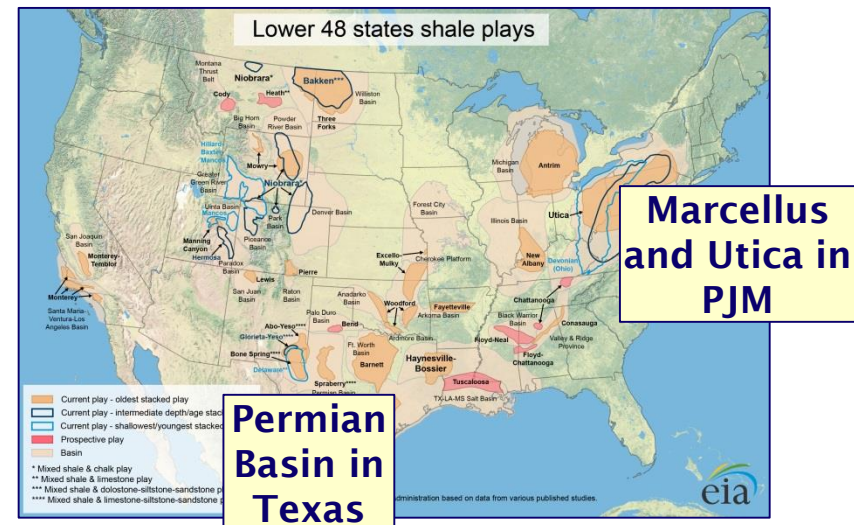 Lower 48 states shale plays
Montana
Thrust
Belt
Niobrara*
Bakken***
Cody
Heath**
Williston
Basin
Big Horn
Basin
Powder
River Basin
Three
Forks
Hilliard
Baxter
Mancos
Mowry
Greater
Green River
Basin
Niobrara*
Michigan
Basin
Antrim
Uinta Basin
Mancos
Park
Basin
Denver Basin
Forest City
Basin
Illinois Basin
Utica
Marcellus
and Utica in
PJM
San Joaquin
Basin
Monterey-
Temblor
Manning
Canyon
Hermosa
Piceance
Basin
Paradox
Basin
Excello-
Mulky
Cherokee Platform
New
Albany
Devonian
(Ohio)
Lewis
Pierre
San Juan
Basin
Raton
Basin
Monterey
Santa Maria-
Ventura-Los
Angeles Basin
Anadarko
Basin
Woodford
Fayetteville
Arkoma Basin
Chattanooga
Palo Duro
Basin
Bend
Abo-Yeso****
Glorieta-Yeso****
Ardmore Basin
Black Warrior
Basin
Conasauga
Floyd-Neal
Valley & Ridge
Province
Bone Spring****
Delaware
Ft. Worth
Basin
Barnett
Haynesville-
Bossier
Floyd-
Chattanooga
Spraberry****
Permian Basin
Tuscaloosa
TX-LA-MS Salt Basin
Current play - oldest stacked play
Current play - intermediate depth/age
Current play - shallowest/youngest stacked
Prospective play
Basin
* Mixed shale & chalk play
** Mixed shale & limestone play
*** Mixed shale & dolostone-siltstone-sandstone
**** Mixed shale & limestone-siltstone-sandstone
Permian
Basin in
Texas
administration based on data from various published studies.
eia